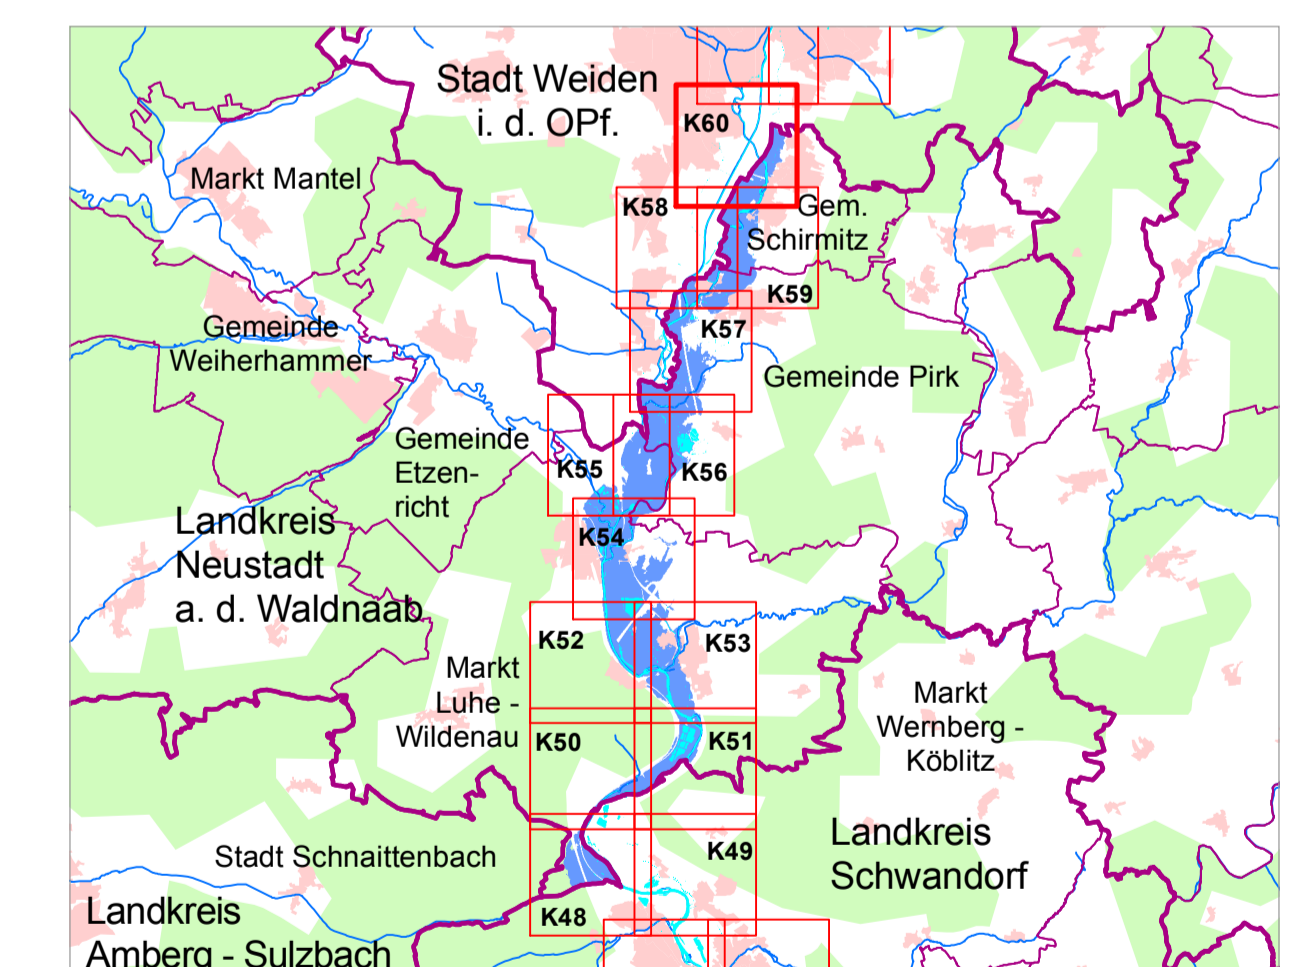 Stadt Weiden
i. d. OPf.
K60
Markt Mantel
K58
Gem.
Schirmitz
K59
Gemeinde
Weiherhammer
K57
Gemeinde Pirk
Gemeinde
Etzen-
richt
K55
K56
Landkreis
Neustadt
a. d. Waldnaab
K54
K52
K53
Markt
Luhe -
Wildenau
Markt
Wernberg -
Köblitz
K50
K51
Stadt Schnaittenbach
K49
Landkreis
Schwandorf
K48
Landkreis
Amberg - Sulzbach